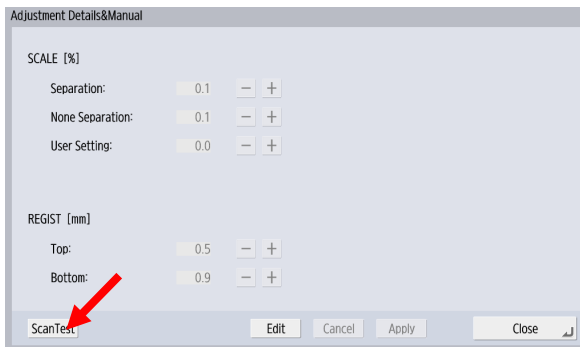 Adjustment Details&Manual
SCALE [%]
Separation: 0.1 − +
None Separation: 0.1 − +
User Setting: 0.0 − +
REGIST [mm]
Top: 0.5 − +
Bottom: 0.9 − +
ScanTest Edit Cancel Apply Close